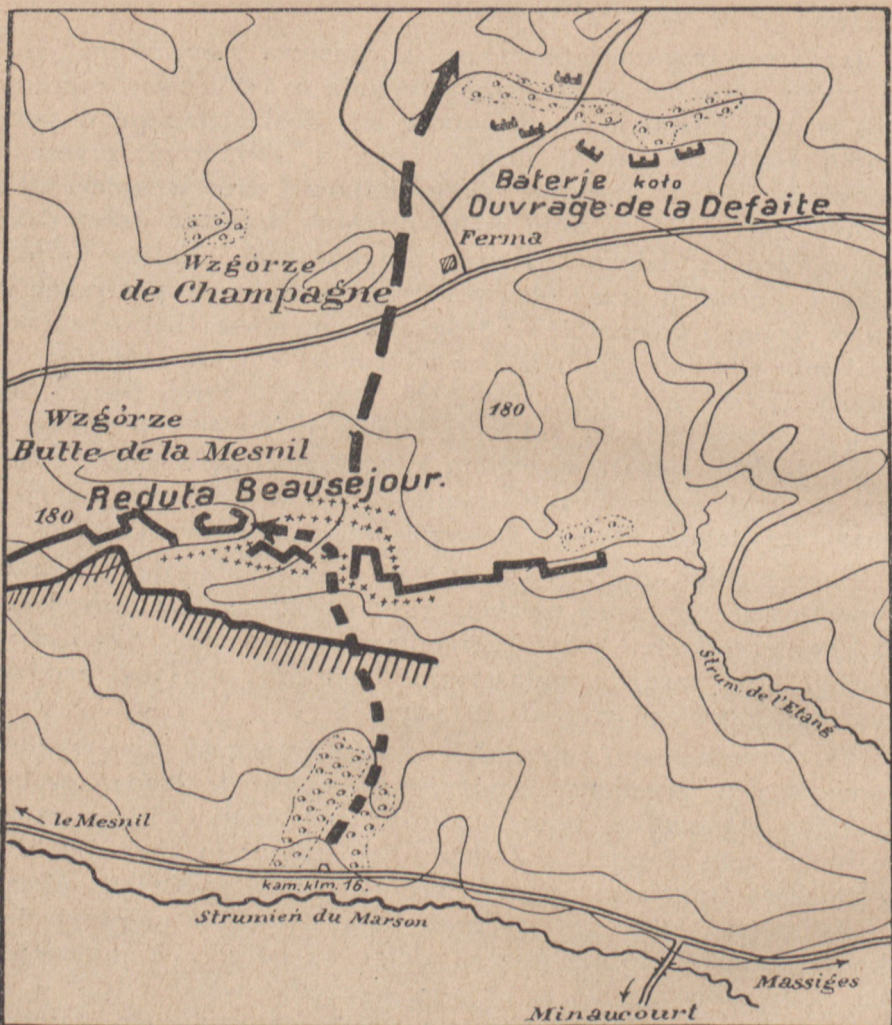 Baterje koło
Ouvrage de la Defaite
Ferma
Wzgórze
de Champagne
180
Wzgórze
Butte de la Mesnil
Reduta Beausejour.
180
Strum. de l'Etang
le Mesnil
kam. klm. 16.
Strumień du Marson
Massiges
Minaucourt